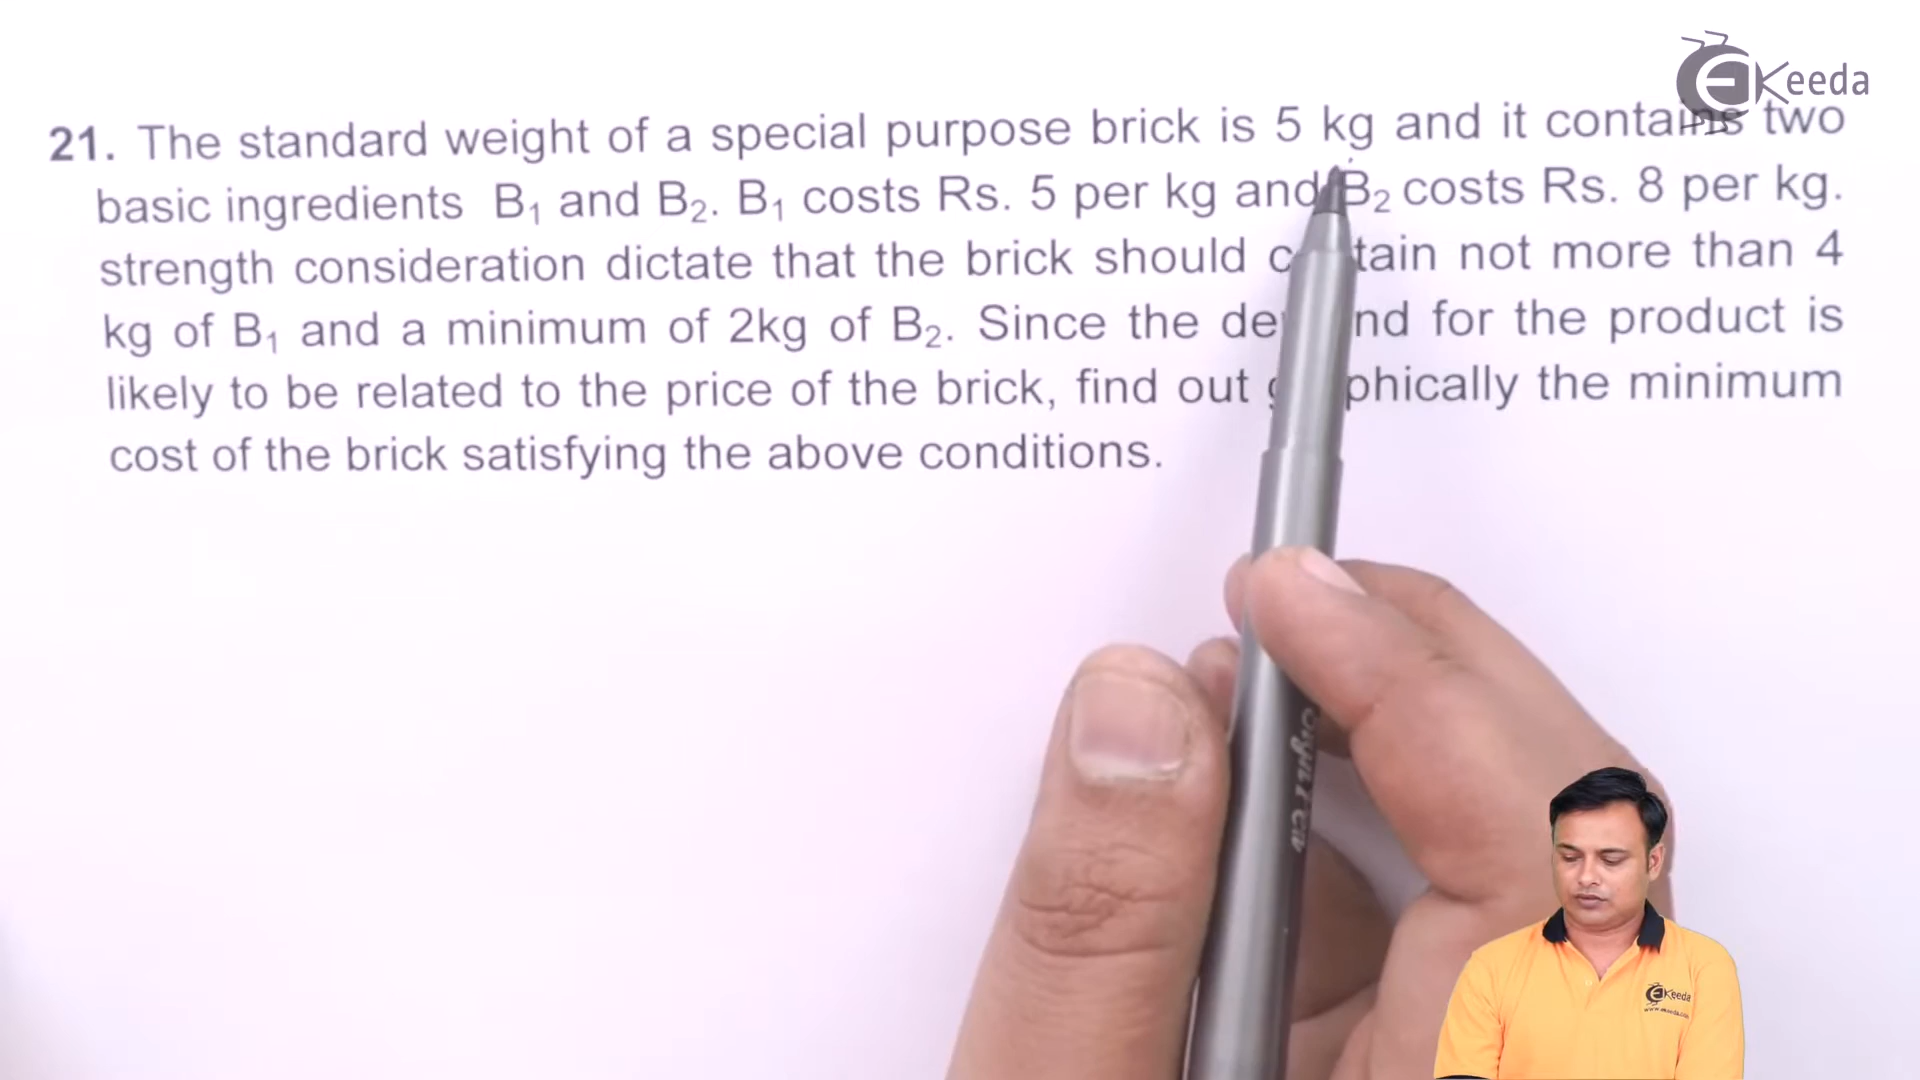 EKeeda
21. The standard weight of a special purpose brick is 5 kg and it contains two
basic ingredients B₁ and B₂. B₁ costs Rs. 5 per kg and B₂ costs Rs. 8 per kg.
strength consideration dictate that the brick should tain not more than 4
kg of B₁ and a minimum of 2kg of B₂. Since the de nd for the product is
likely to be related to the price of the brick, find out phically the minimum
cost of the brick satisfying the above conditions.
EKeeda